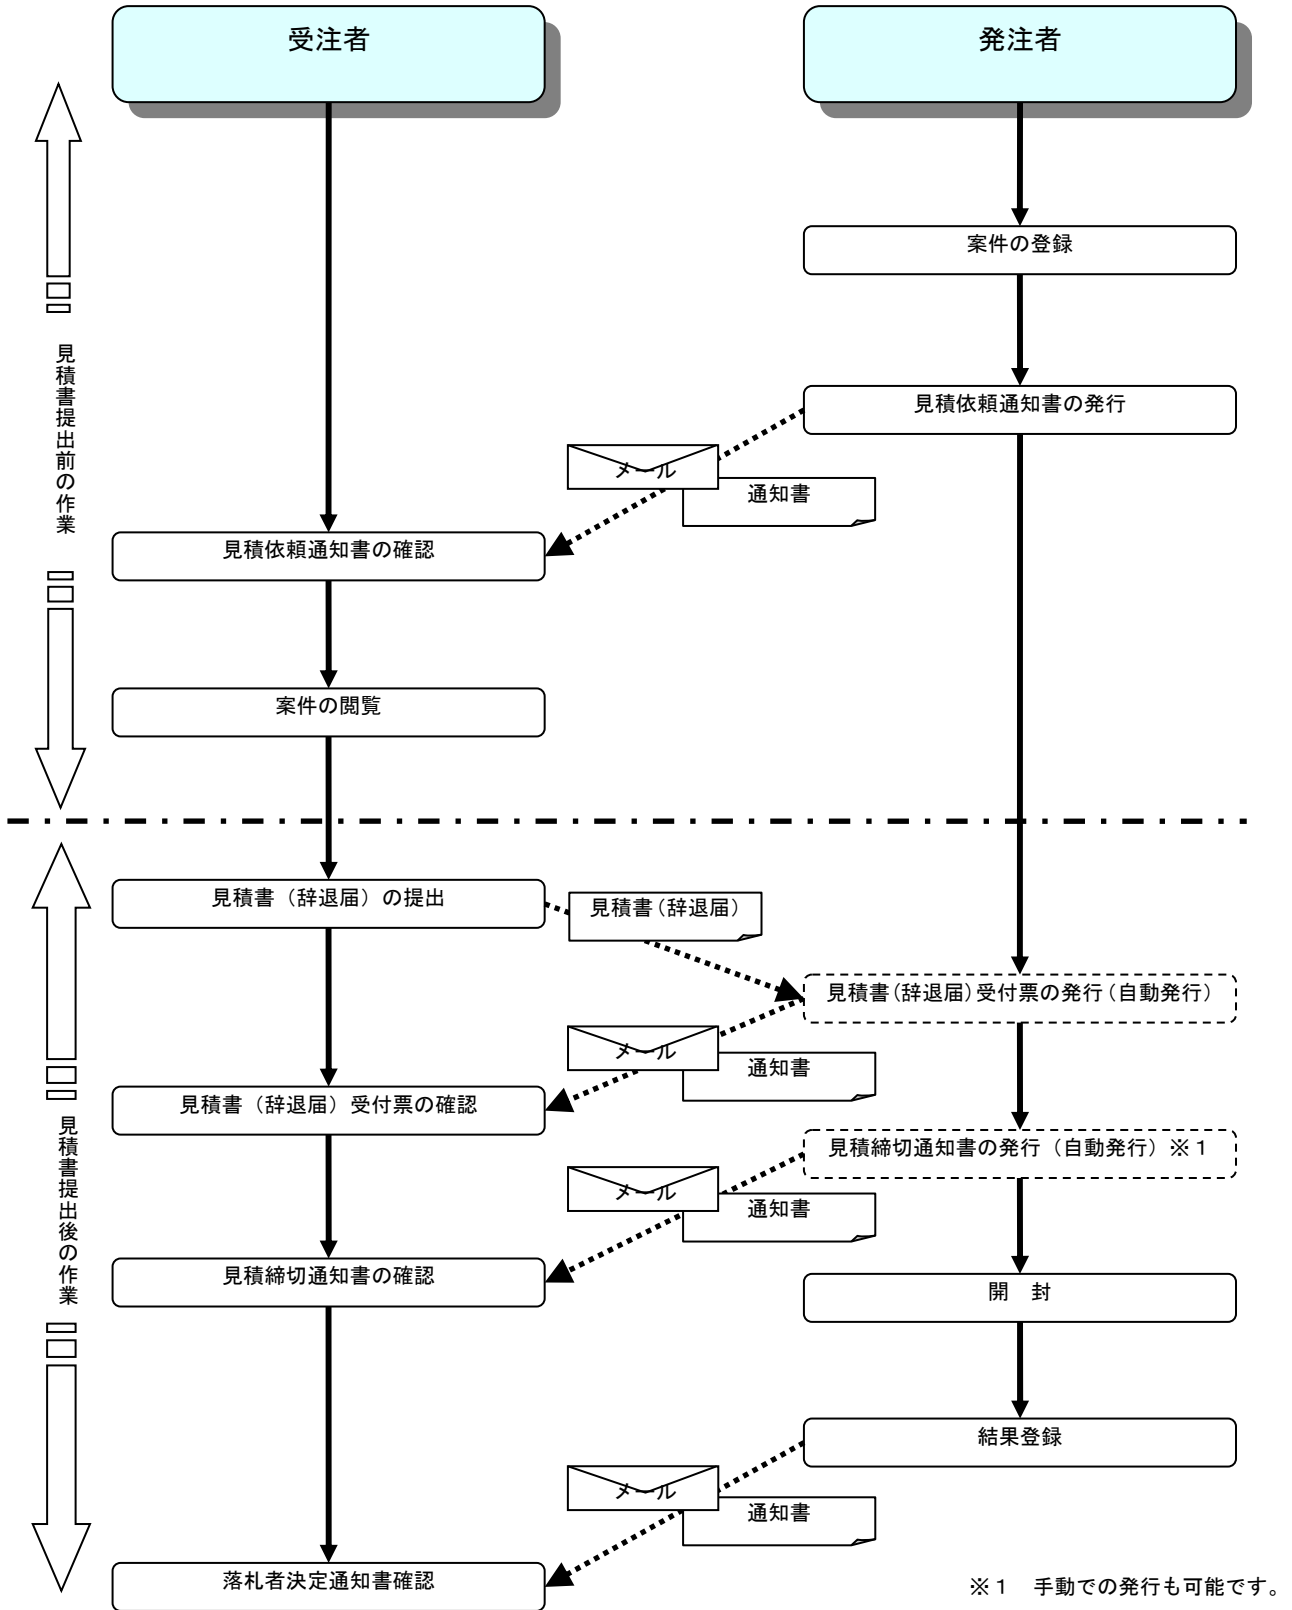 受注者
発注者
案件の登録
見積依頼通知書の発行
メール
通知書
見積書提出前の作業
見積依頼通知書の確認
案件の閲覧
見積書（辞退届）の提出
見積書（辞退届）
見積書（辞退届）受付票の発行（自動発行）
メール
通知書
見積書（辞退届）受付票の確認
見積書提出後の作業
見積締切通知書の発行（自動発行）※１
メール
通知書
見積締切通知書の確認
開　封
結果登録
メール
通知書
落札者決定通知書確認
※１　手動での発行も可能です。